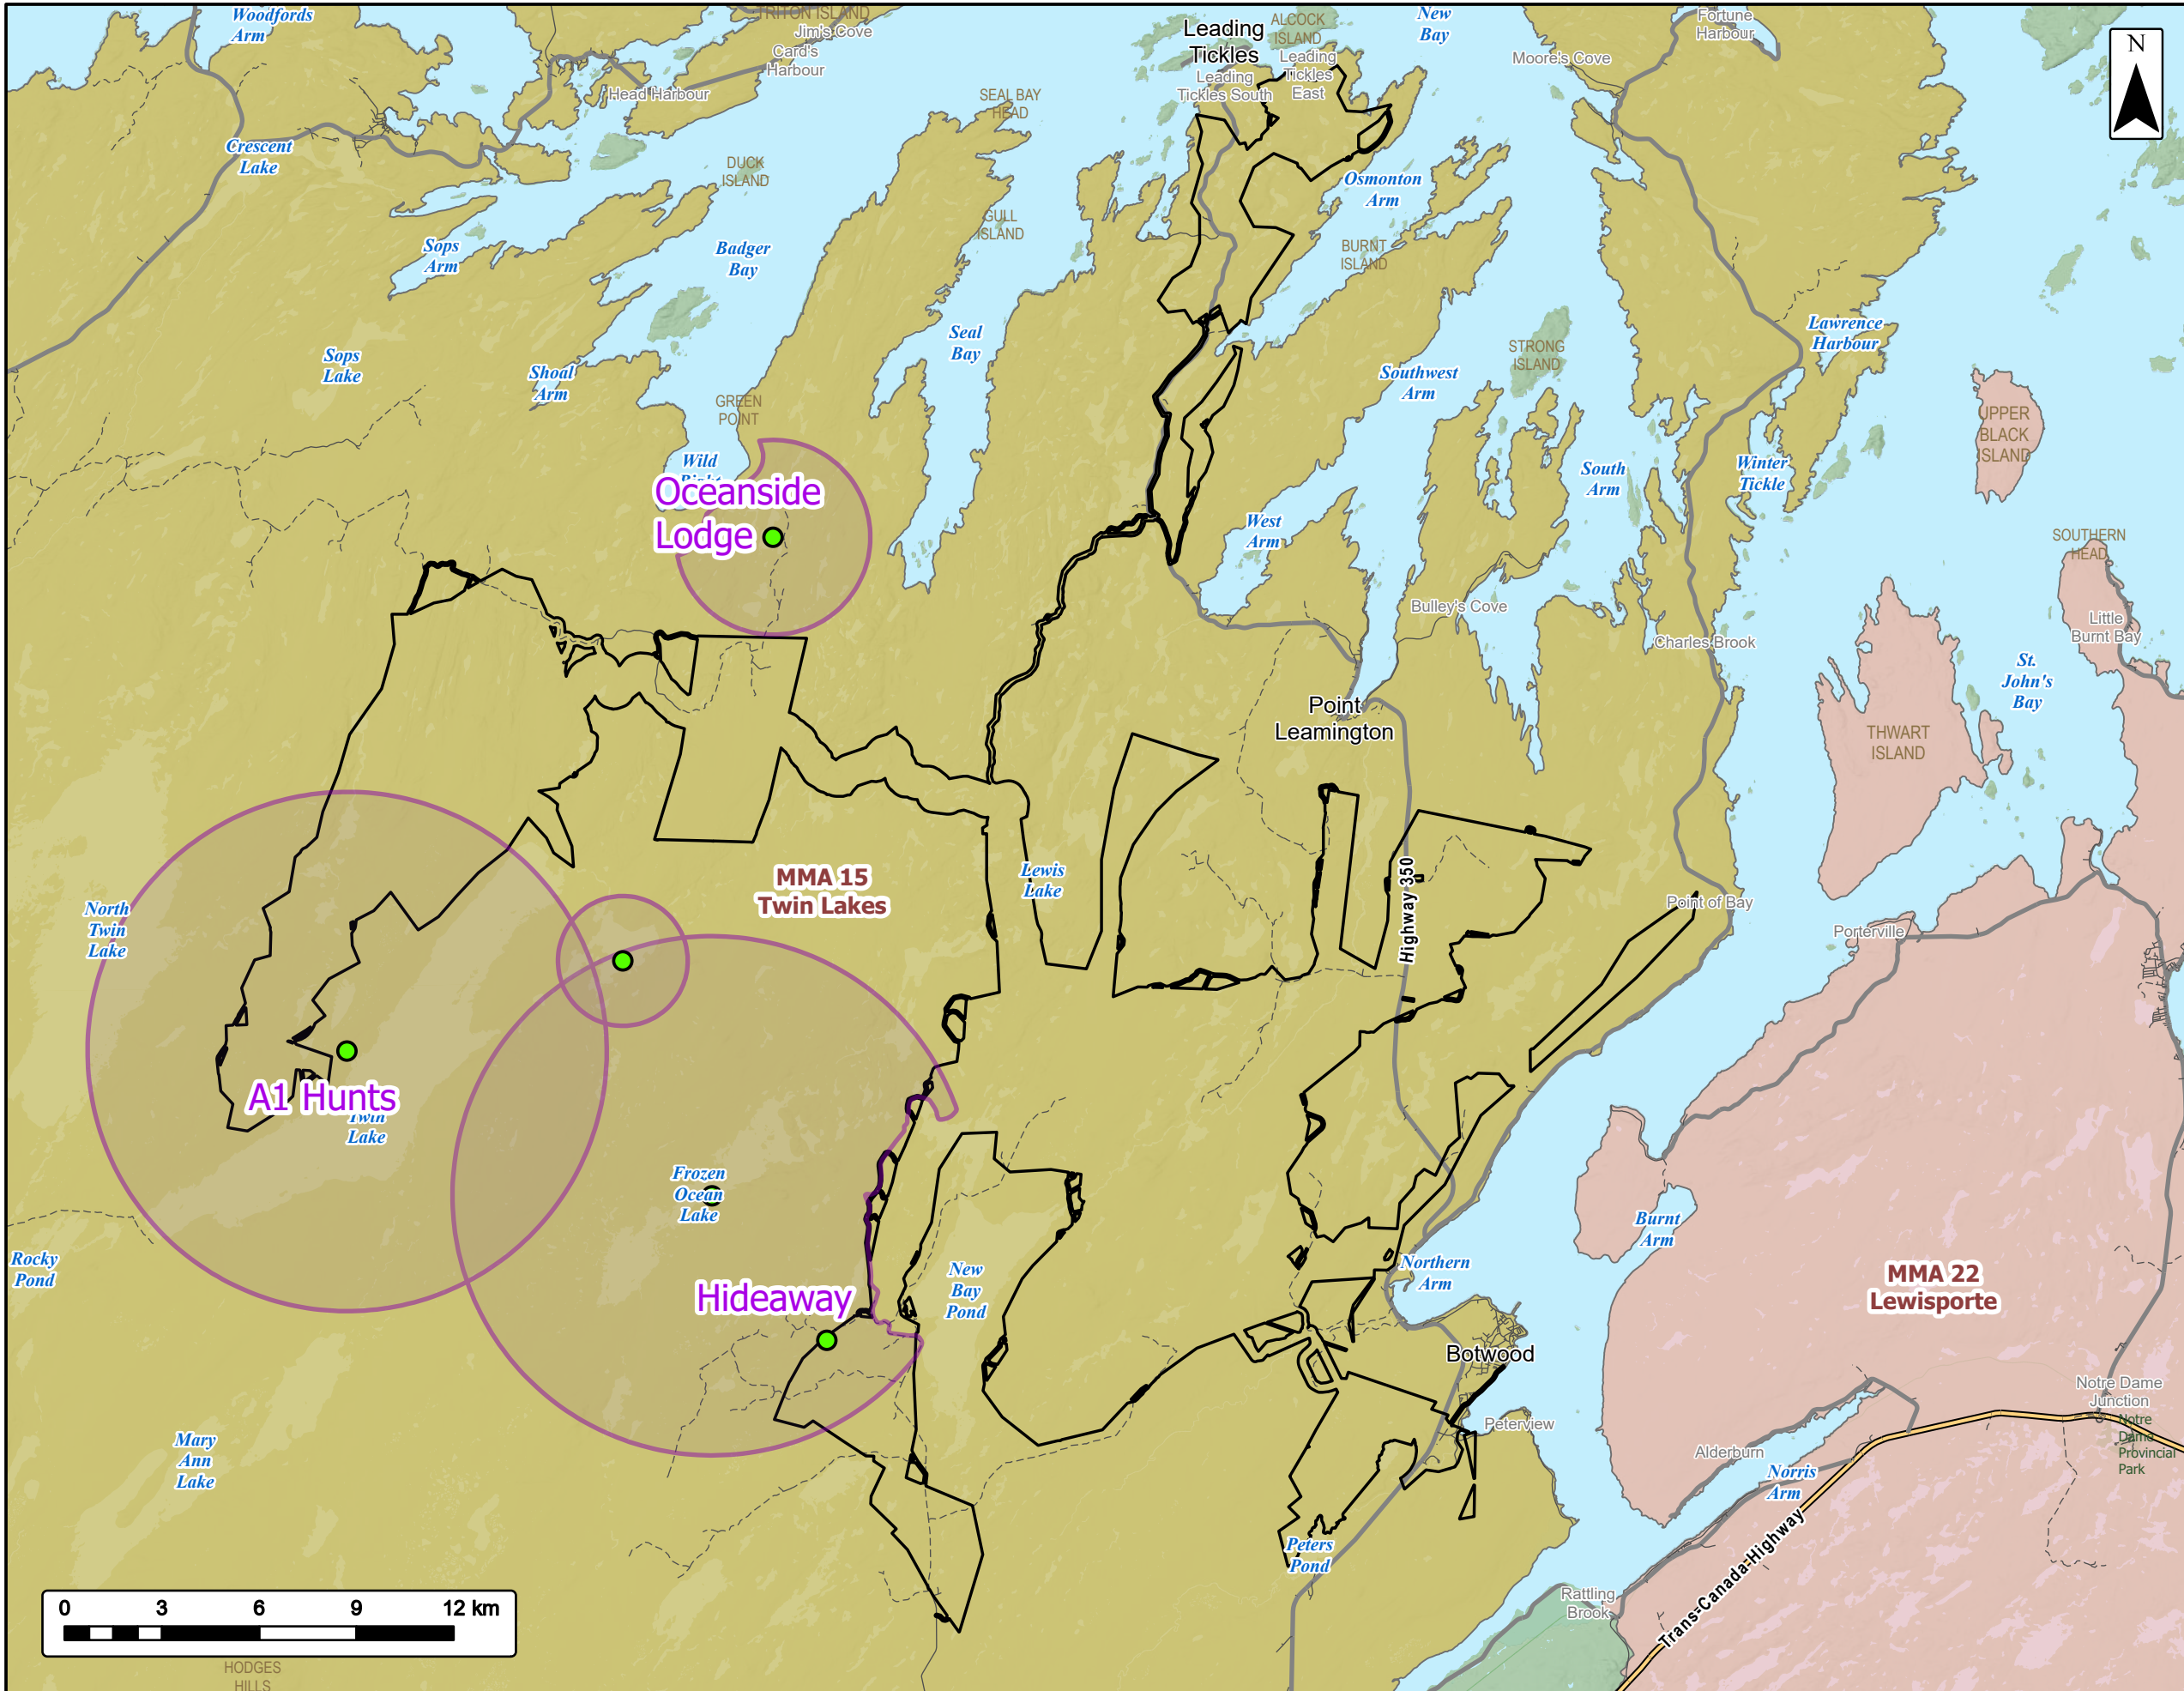 Woodfords
Arm
TRITON ISLAND
Jim's Cove
Card's
Harbour
Head Harbour
Leading
Tickles
ALCOCK
ISLAND
Leading
Tickles South
Leading
Tickles
East
New
Bay
Moore's Cove
Fortune
Harbour
N
Crescent
Lake
SEAL BAY
HEAD
DUCK
ISLAND
Osmonton
Arm
Sops
Arm
Badger
Bay
GULL
ISLAND
BURNT
ISLAND
Sops
Lake
Shoal
Arm
Seal
Bay
GREEN
POINT
Southwest
Arm
STRONG
ISLAND
Lawrence
Harbour
UPPER
BLACK
ISLAND
Wild
Oceanside
Lodge
West
Arm
South
Arm
Winter
Tickle
SOUTHERN
HEAD
Bulley's Cove
Charles Brook
Little
Burnt Bay
St.
John's
Bay
Point
Leamington
THWART
ISLAND
MMA 15
Twin Lakes
Lewis
Lake
Highway 350
Point of Bay
Porterville
North
Twin
Lake
A1 Hunts
Twin
Lake
Frozen
Ocean
Lake
Rocky
Pond
Hideaway
New
Bay
Pond
Northern
Arm
Burnt
Arm
MMA 22
Lewisporte
Botwood
Peterview
Notre Dame
Junction
Notre
Dame
Provincial
Park
Alderburn
Norris
Arm
Mary
Ann
Lake
Peters
Pond
Rattling
Brook
Trans-Canada-Highway
0 3 6 9 12 km
HODGES
HILLS